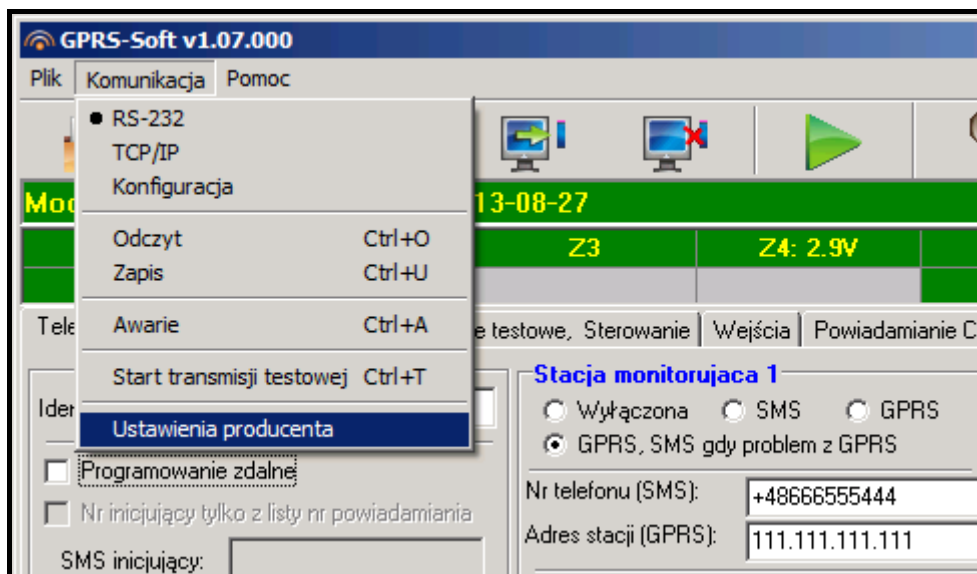 GPRS-Soft v1.07.000
Plik Komunikacja Pomoc
RS-232
TCP/IP
Konfiguracja
13-08-27
Odczyt Ctrl+O
Z3 Z4: 2.9V
Zapis Ctrl+U
Awarie Ctrl+A
testowe, Sterowanie Wejścia Powiadamianie
Start transmisji testowej Ctrl+T
Ustawienia producenta
Stacja monitorujaca 1
Wyłączona SMS GPRS
GPRS, SMS gdy problem z GPRS
Programowanie zdalne
Nr telefonu (SMS): +48666555444
Nr inicjujący tylko z listy nr powiadamiania
Adres stacji (GPRS): 111.111.111.111
SMS inicjujący: